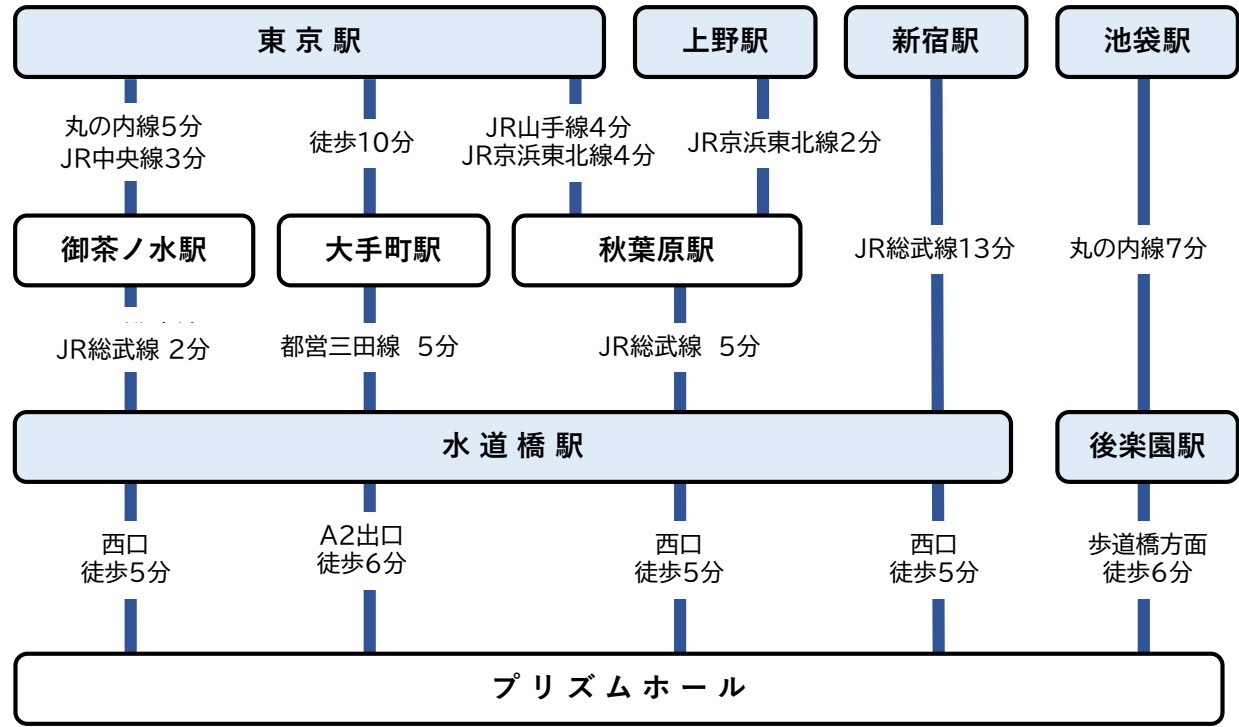 東京駅
上野駅
新宿駅
池袋駅
丸の内線5分
JR中央線3分
徒歩10分
JR山手線4分
JR京浜東北線4分
JR京浜東北線2分
御茶ノ水駅
大手町駅
秋葉原駅
JR総武線13分
丸の内線7分
JR総武線 2分
都営三田線 5分
JR総武線 5分
水道橋駅
後楽園駅
西口
徒歩5分
A2出口
徒歩6分
西口
徒歩5分
西口
徒歩5分
歩道橋方面
徒歩6分
プリズムホール